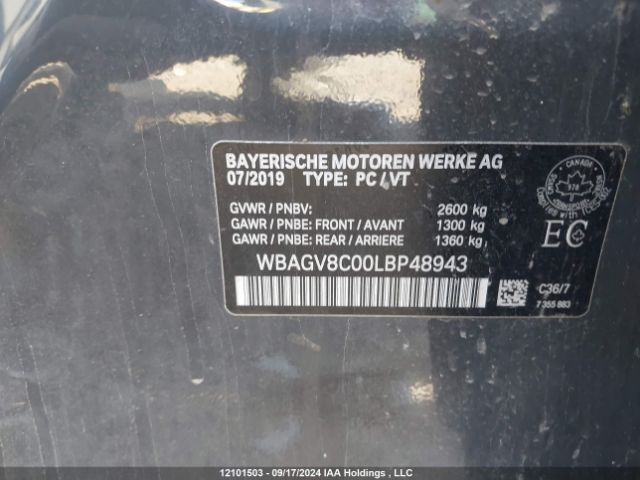 BAYERISCHE MOTOREN WERKE AG
07/2019 TYPE: PC / VT
GVWR / PNBV: 2600 kg
GAWR / PNBE: FRONT / AVANT 1300 kg
GAWR / PNBE: REAR / ARRIERE 1360 kg
WBAGV8C00LBP48943
CANADA
EC
C36/7
7 355 883
12101503 - 09/17/2024 IAA Holdings , LLC